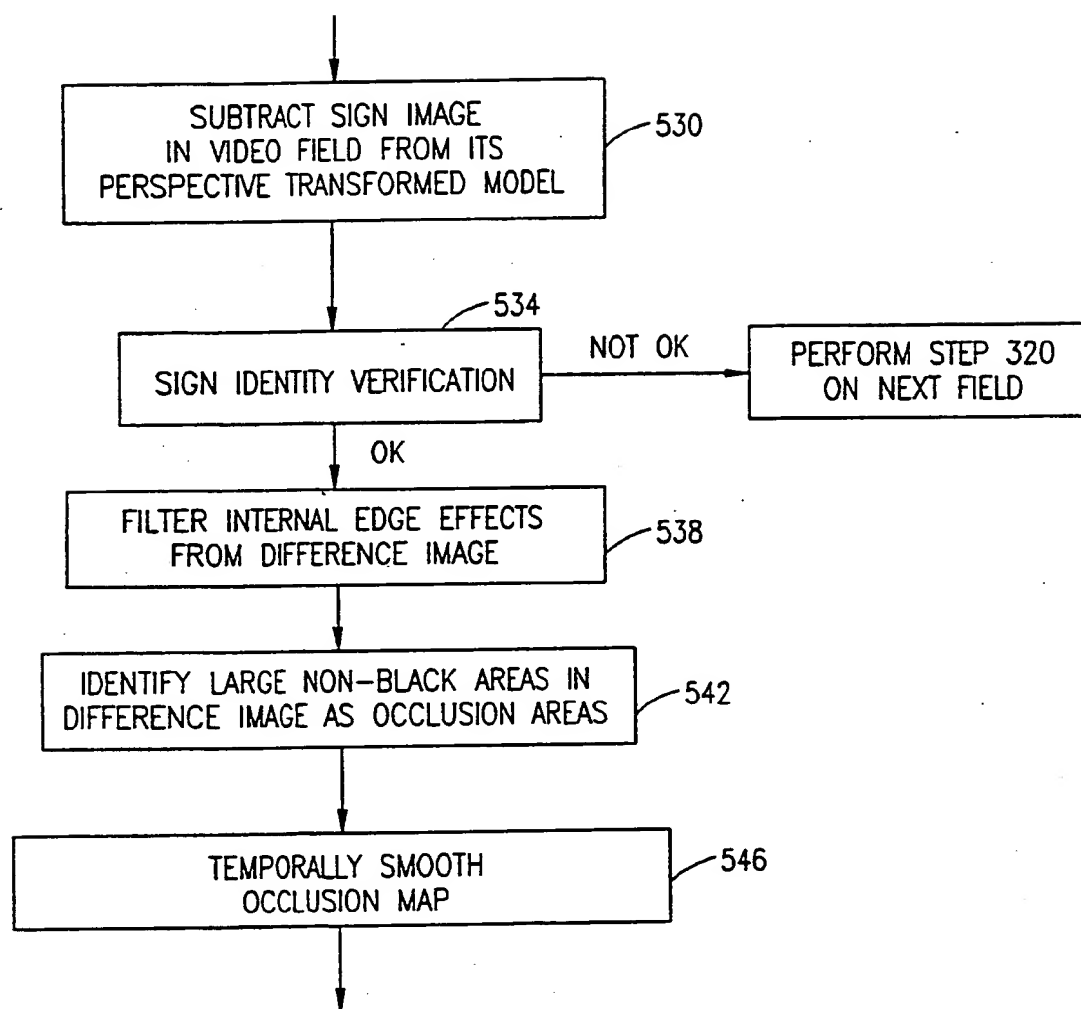 SUBTRACT SIGN IMAGE
IN VIDEO FIELD FROM ITS
PERSPECTIVE TRANSFORMED MODEL
530
534
SIGN IDENTITY VERIFICATION
NOT OK
PERFORM STEP 320
ON NEXT FIELD
OK
FILTER INTERNAL EDGE EFFECTS
FROM DIFFERENCE IMAGE
538
IDENTIFY LARGE NON-BLACK AREAS IN
DIFFERENCE IMAGE AS OCCLUSION AREAS
542
TEMPORALLY SMOOTH
OCCLUSION MAP
546